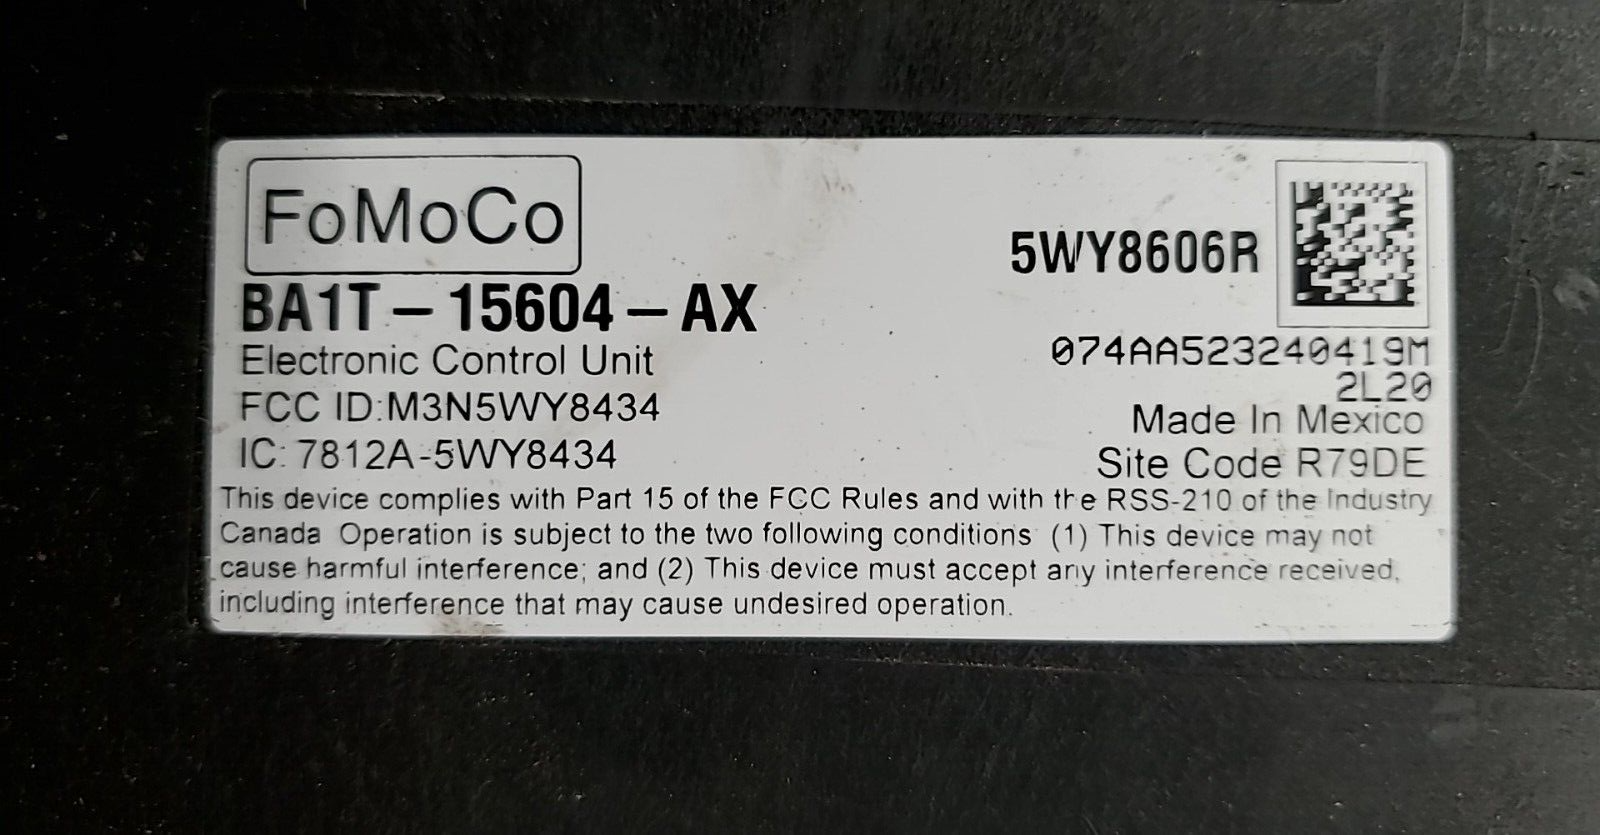 FoMoCo
BA1T-15604-AX
5WY8606R
Electronic Control Unit
074AA523240419M
2L20
FCC ID:M3N5WY8434
Made In Mexico
IC: 7812A-5WY8434
Site Code R79DE
This device complies with Part 15 of the FCC Rules and with the RSS-210 of the Industry
Canada Operation is subject to the two following conditions (1) This device may not
cause harmful interference; and (2) This device must accept any interference received,
including interference that may cause undesired operation.